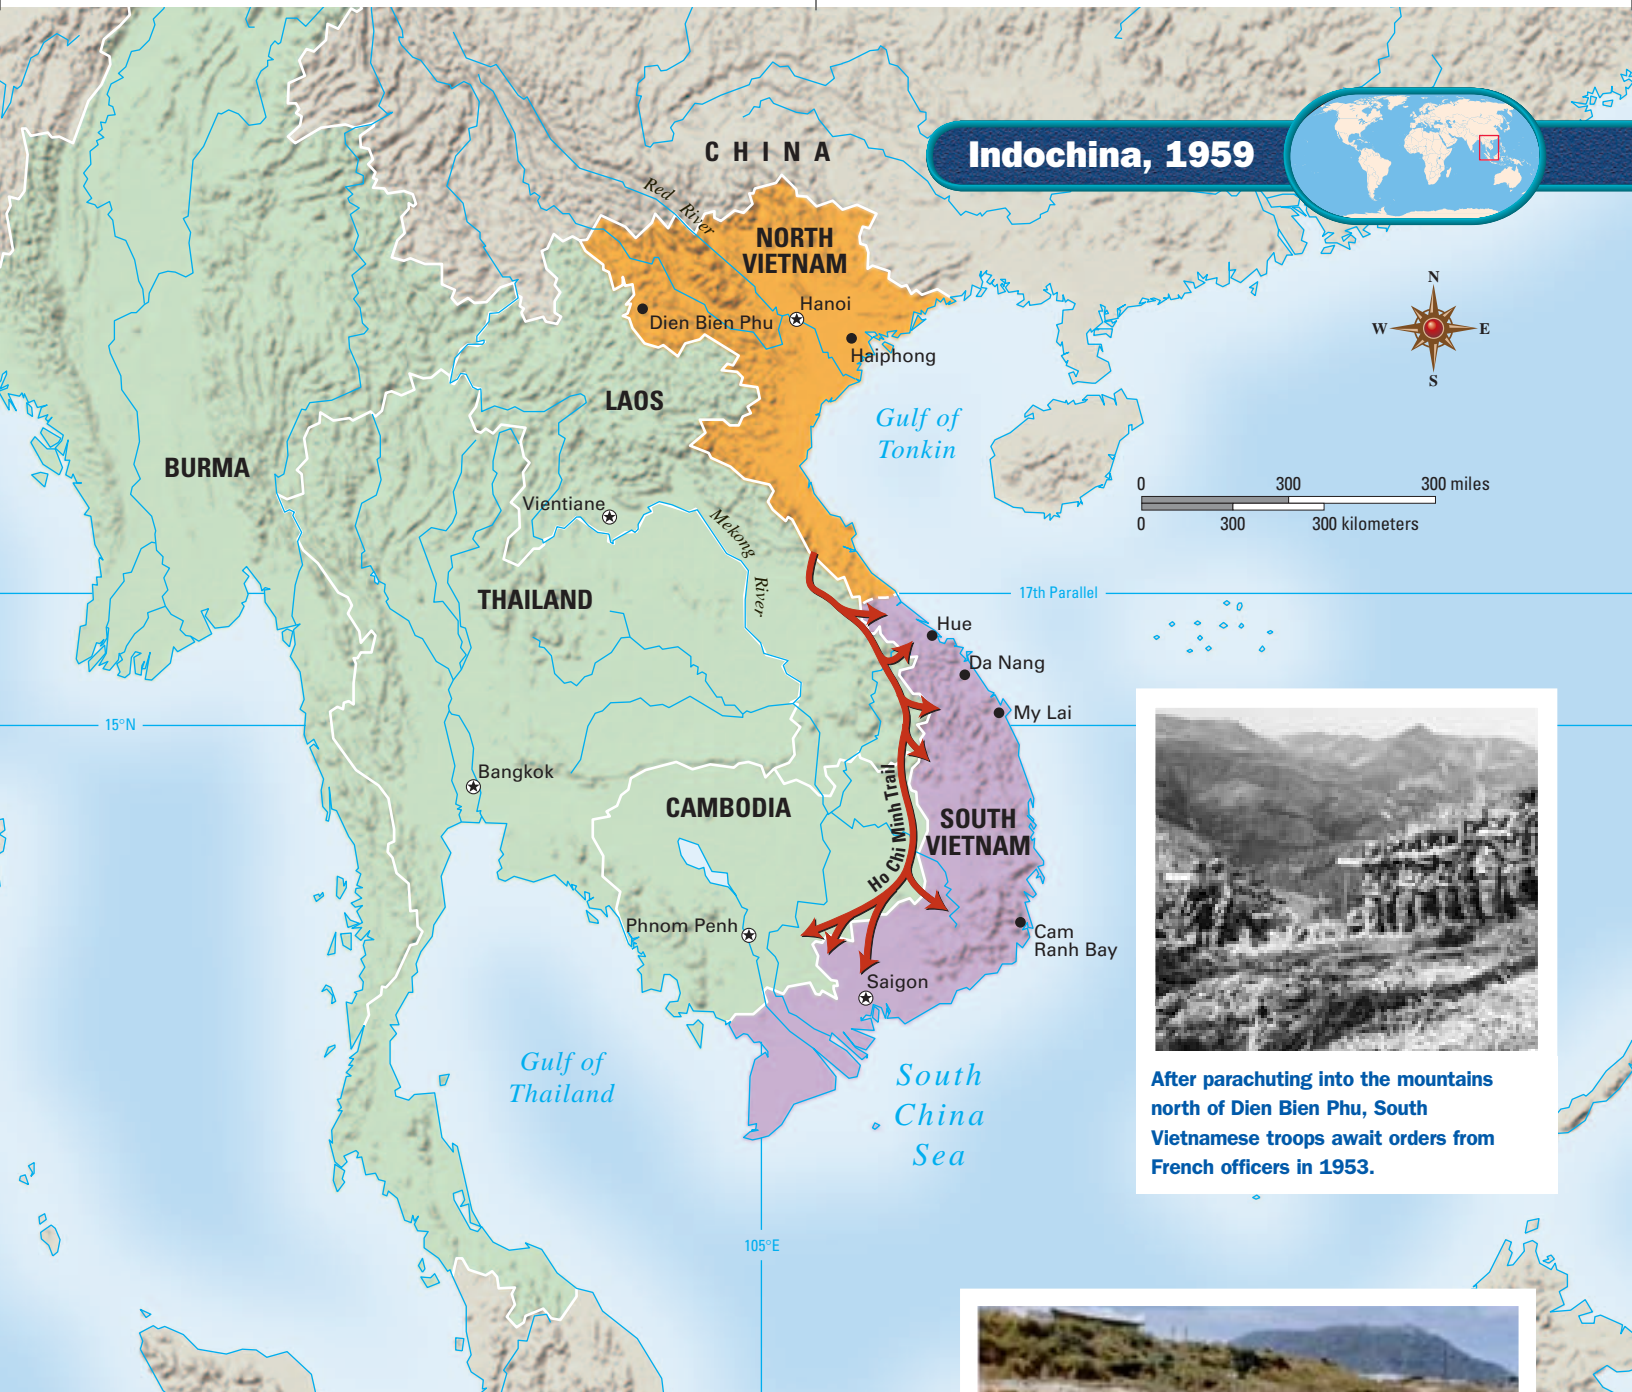 Indochina, 1959
CHINA
Red River
NORTH
VIETNAM
Hanoi
Dien Bien Phu
Haiphong
N
W
E
S
LAOS
Gulf of
Tonkin
BURMA
0 300 300 miles
0 300 300 kilometers
Vientiane
Mekong
River
THAILAND
17th Parallel
Hue
Da Nang
My Lai
15°N
Bangkok
CAMBODIA
Ho Chi Minh Trail
SOUTH
VIETNAM
Phnom Penh
Cam
Ranh Bay
Saigon
Gulf of
Thailand
South
China
Sea
After parachuting into the mountains
north of Dien Bien Phu, South
Vietnamese troops await orders from
French officers in 1953.
105°E